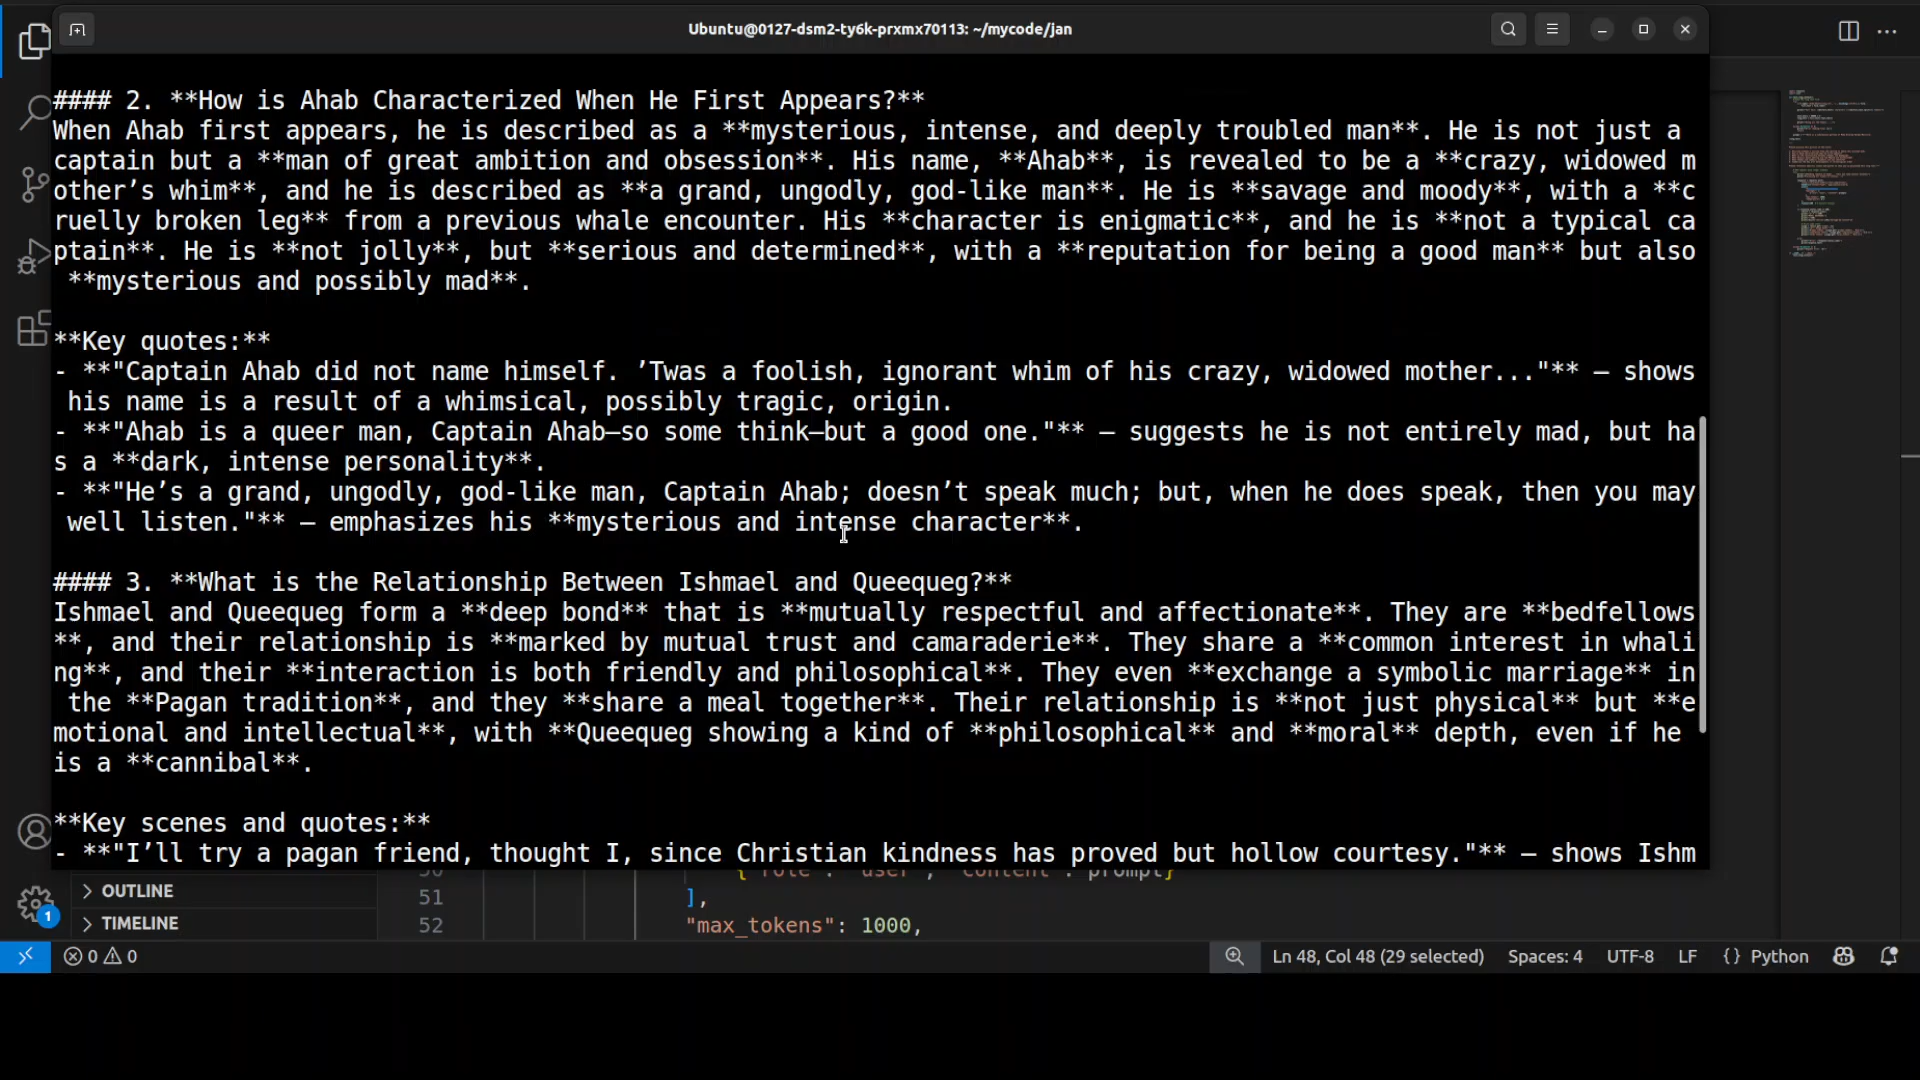 Ubuntu@0127-dsm2-ty6k-prxmx70113: ~/mycode/jan
#### 2. **How is Ahab Characterized When He First Appears?**
When Ahab first appears, he is described as a **mysterious, intense, and deeply troubled man**. He is not just a
captain but a **man of great ambition and obsession**. His name, **Ahab**, is revealed to be a **crazy, widowed m
other’s whim**, and he is described as **a grand, ungodly, god-like man**. He is **savage and moody**, with a **c
ruelly broken leg** from a previous whale encounter. His **character is enigmatic**, and he is **not a typical ca
ptain**. He is **not jolly**, but **serious and determined**, with a **reputation for being a good man** but also
**mysterious and possibly mad**.
**Key quotes:**
- **"Captain Ahab did not name himself. ’Twas a foolish, ignorant whim of his crazy, widowed mother..."** — shows
his name is a result of a whimsical, possibly tragic, origin.
- **"Ahab is a queer man, Captain Ahab—so some think—but a good one."** — suggests he is not entirely mad, but ha
s a **dark, intense personality**.
- **"He’s a grand, ungodly, god-like man, Captain Ahab; doesn’t speak much; but, when he does speak, then you may
well listen."** — emphasizes his **mysterious and intense character**.
#### 3. **What is the Relationship Between Ishmael and Queequeg?**
Ishmael and Queequeg form a **deep bond** that is **mutually respectful and affectionate**. They are **bedfellows
**, and their relationship is **marked by mutual trust and camaraderie**. They share a **common interest in whali
ng**, and their **interaction is both friendly and philosophical**. They even **exchange a symbolic marriage** in
the **Pagan tradition**, and they **share a meal together**. Their relationship is **not just physical** but **e
motional and intellectual**, with **Queequeg showing a kind of **philosophical** and **moral** depth, even if he
is a **cannibal**.
**Key scenes and quotes:**
- **"I’ll try a pagan friend, thought I, since Christian kindness has proved but hollow courtesy."** — shows Ishm
{"role": "user", "content": prompt}
OUTLINE
51 ],
TIMELINE
52 "max_tokens": 1000,
1
0 0
Ln 48, Col 48 (29 selected) Spaces: 4 UTF-8 LF {} Python